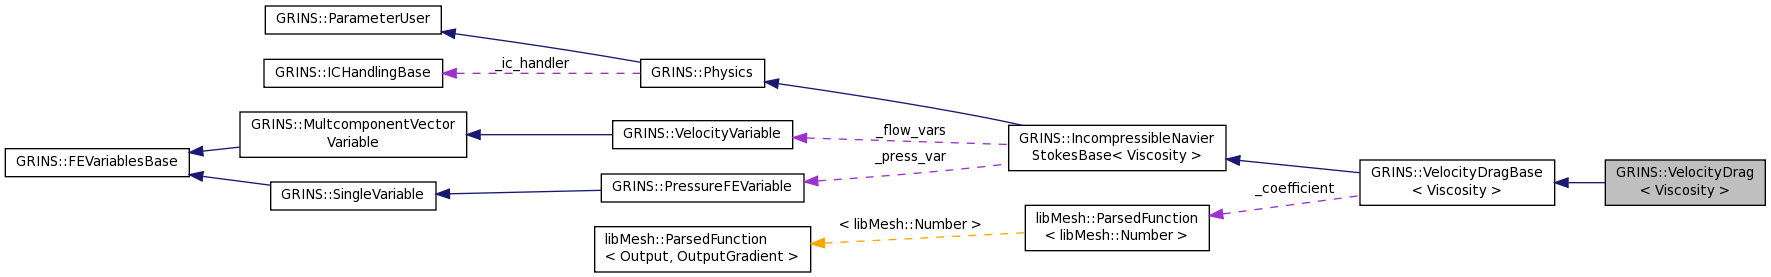 GRINS::ParameterUser
GRINS::ICHandlingBase
_ic_handler
GRINS::Physics
GRINS::MultcomponentVector
Variable
GRINS::VelocityVariable
_flow_vars
GRINS::IncompressibleNavier
StokesBase< Viscosity >
GRINS::FEVariablesBase
_press_var
GRINS::SingleVariable
GRINS::PressureFEVariable
GRINS::VelocityDragBase
< Viscosity >
GRINS::VelocityDrag
< Viscosity >
_coefficient
libMesh::ParsedFunction
< libMesh::Number >
< libMesh::Number >
libMesh::ParsedFunction
< Output, OutputGradient >